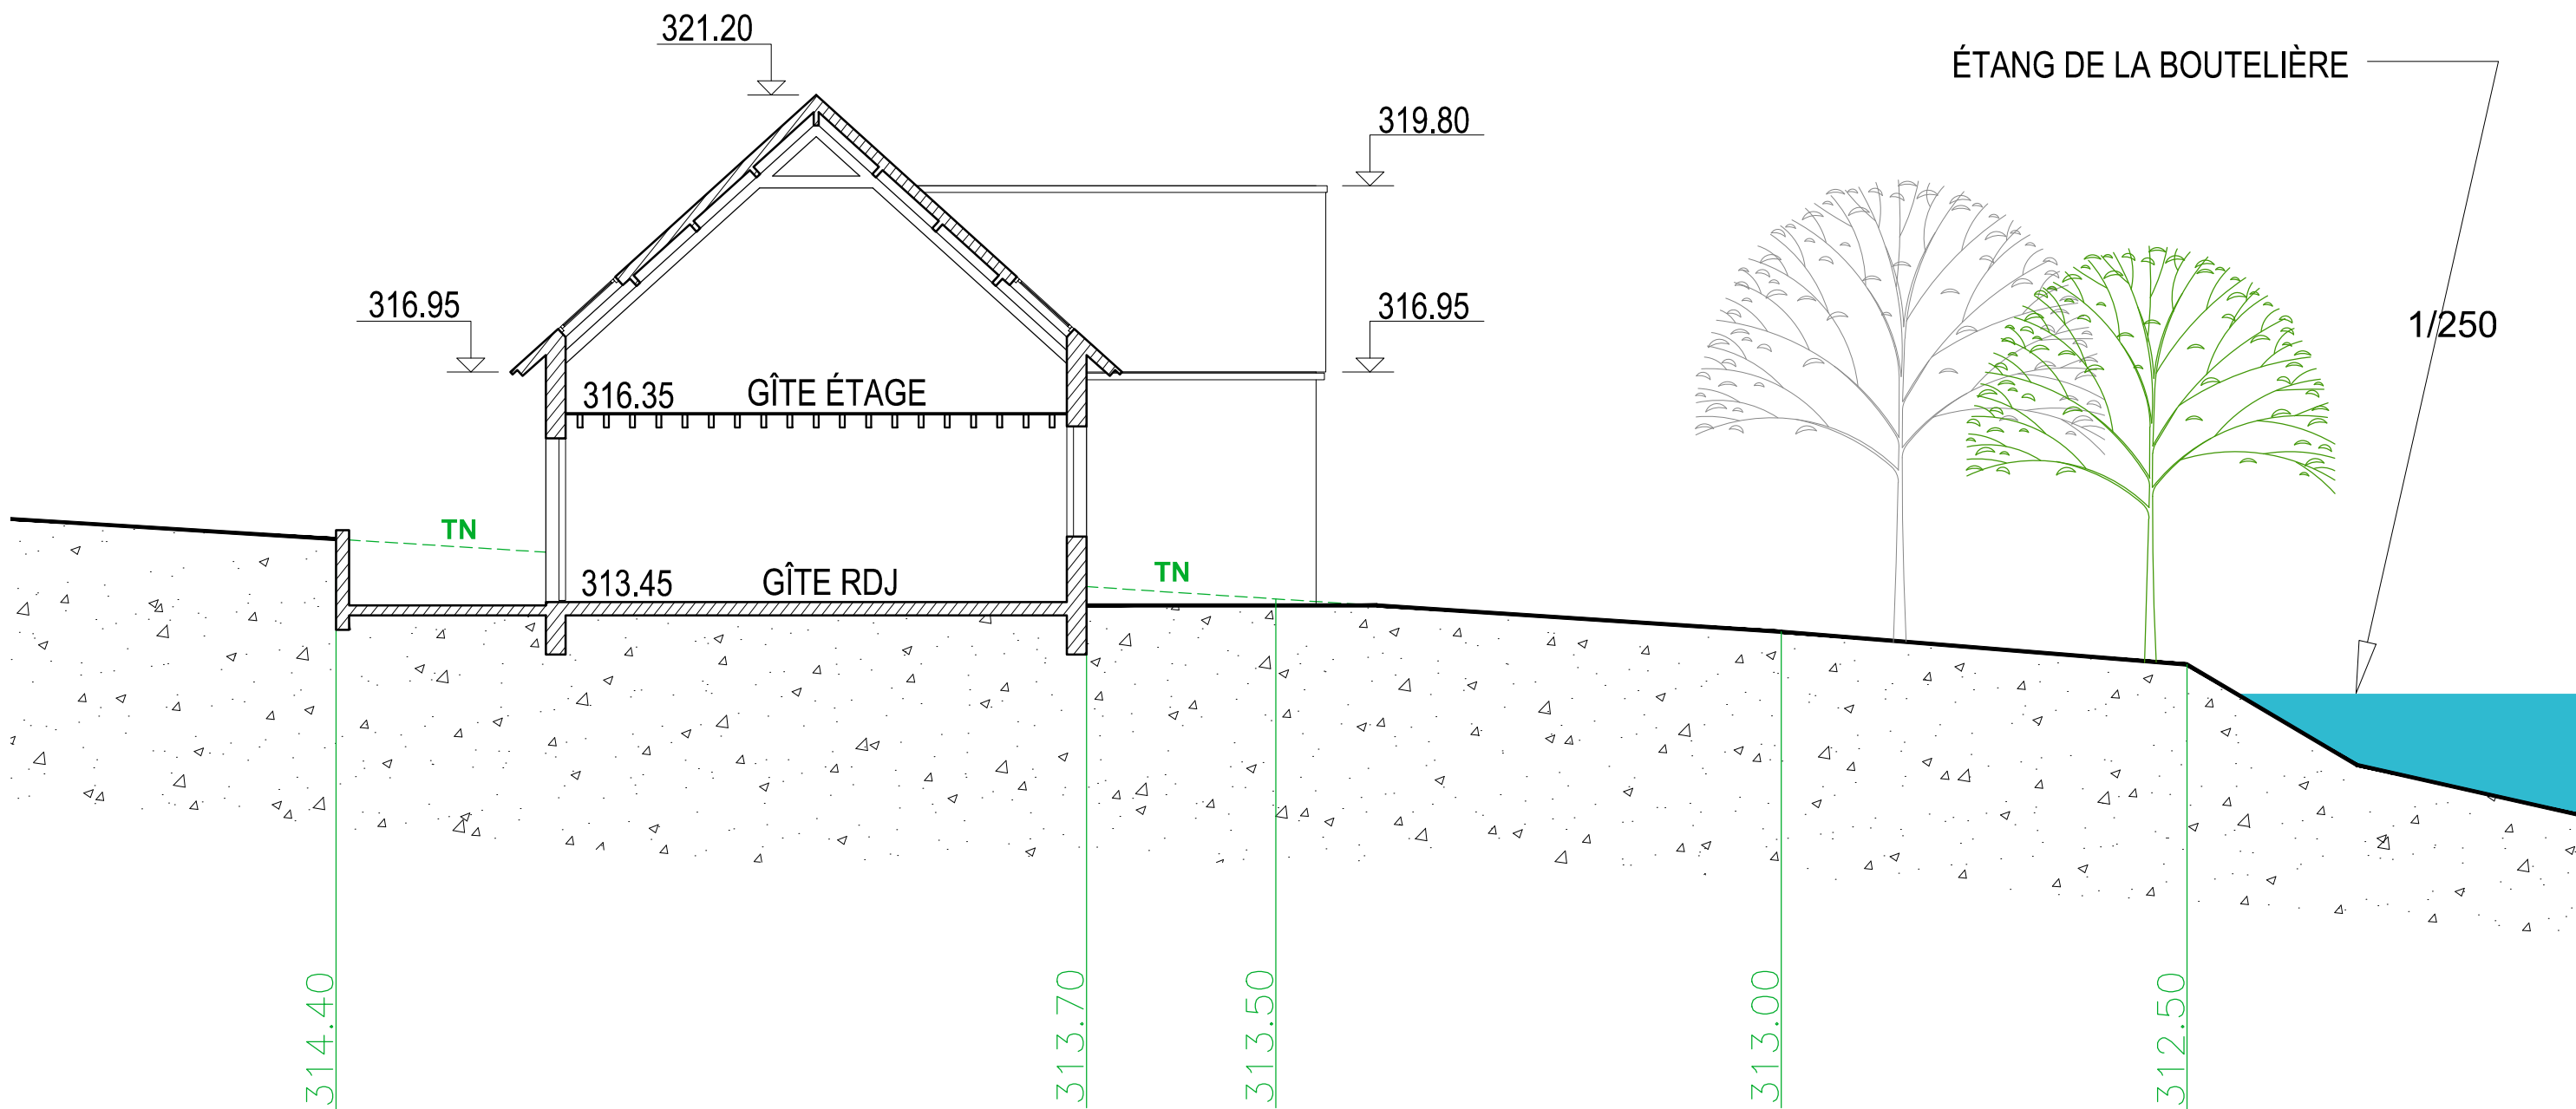 321.20
ÉTANG DE LA BOUTELIÈRE
319.80
316.95
316.95
1/250
316.35 GÎTE ÉTAGE
TN
TN
313.45 GÎTE RDJ
314.40
313.70
313.50
313.00
312.50